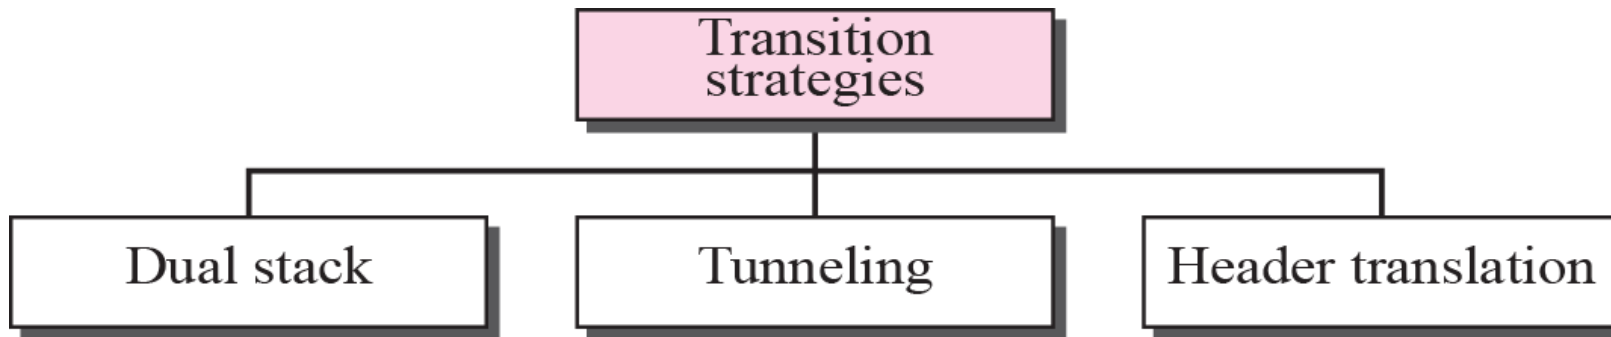 Transition
strategies
Dual stack
Tunneling
Header translation